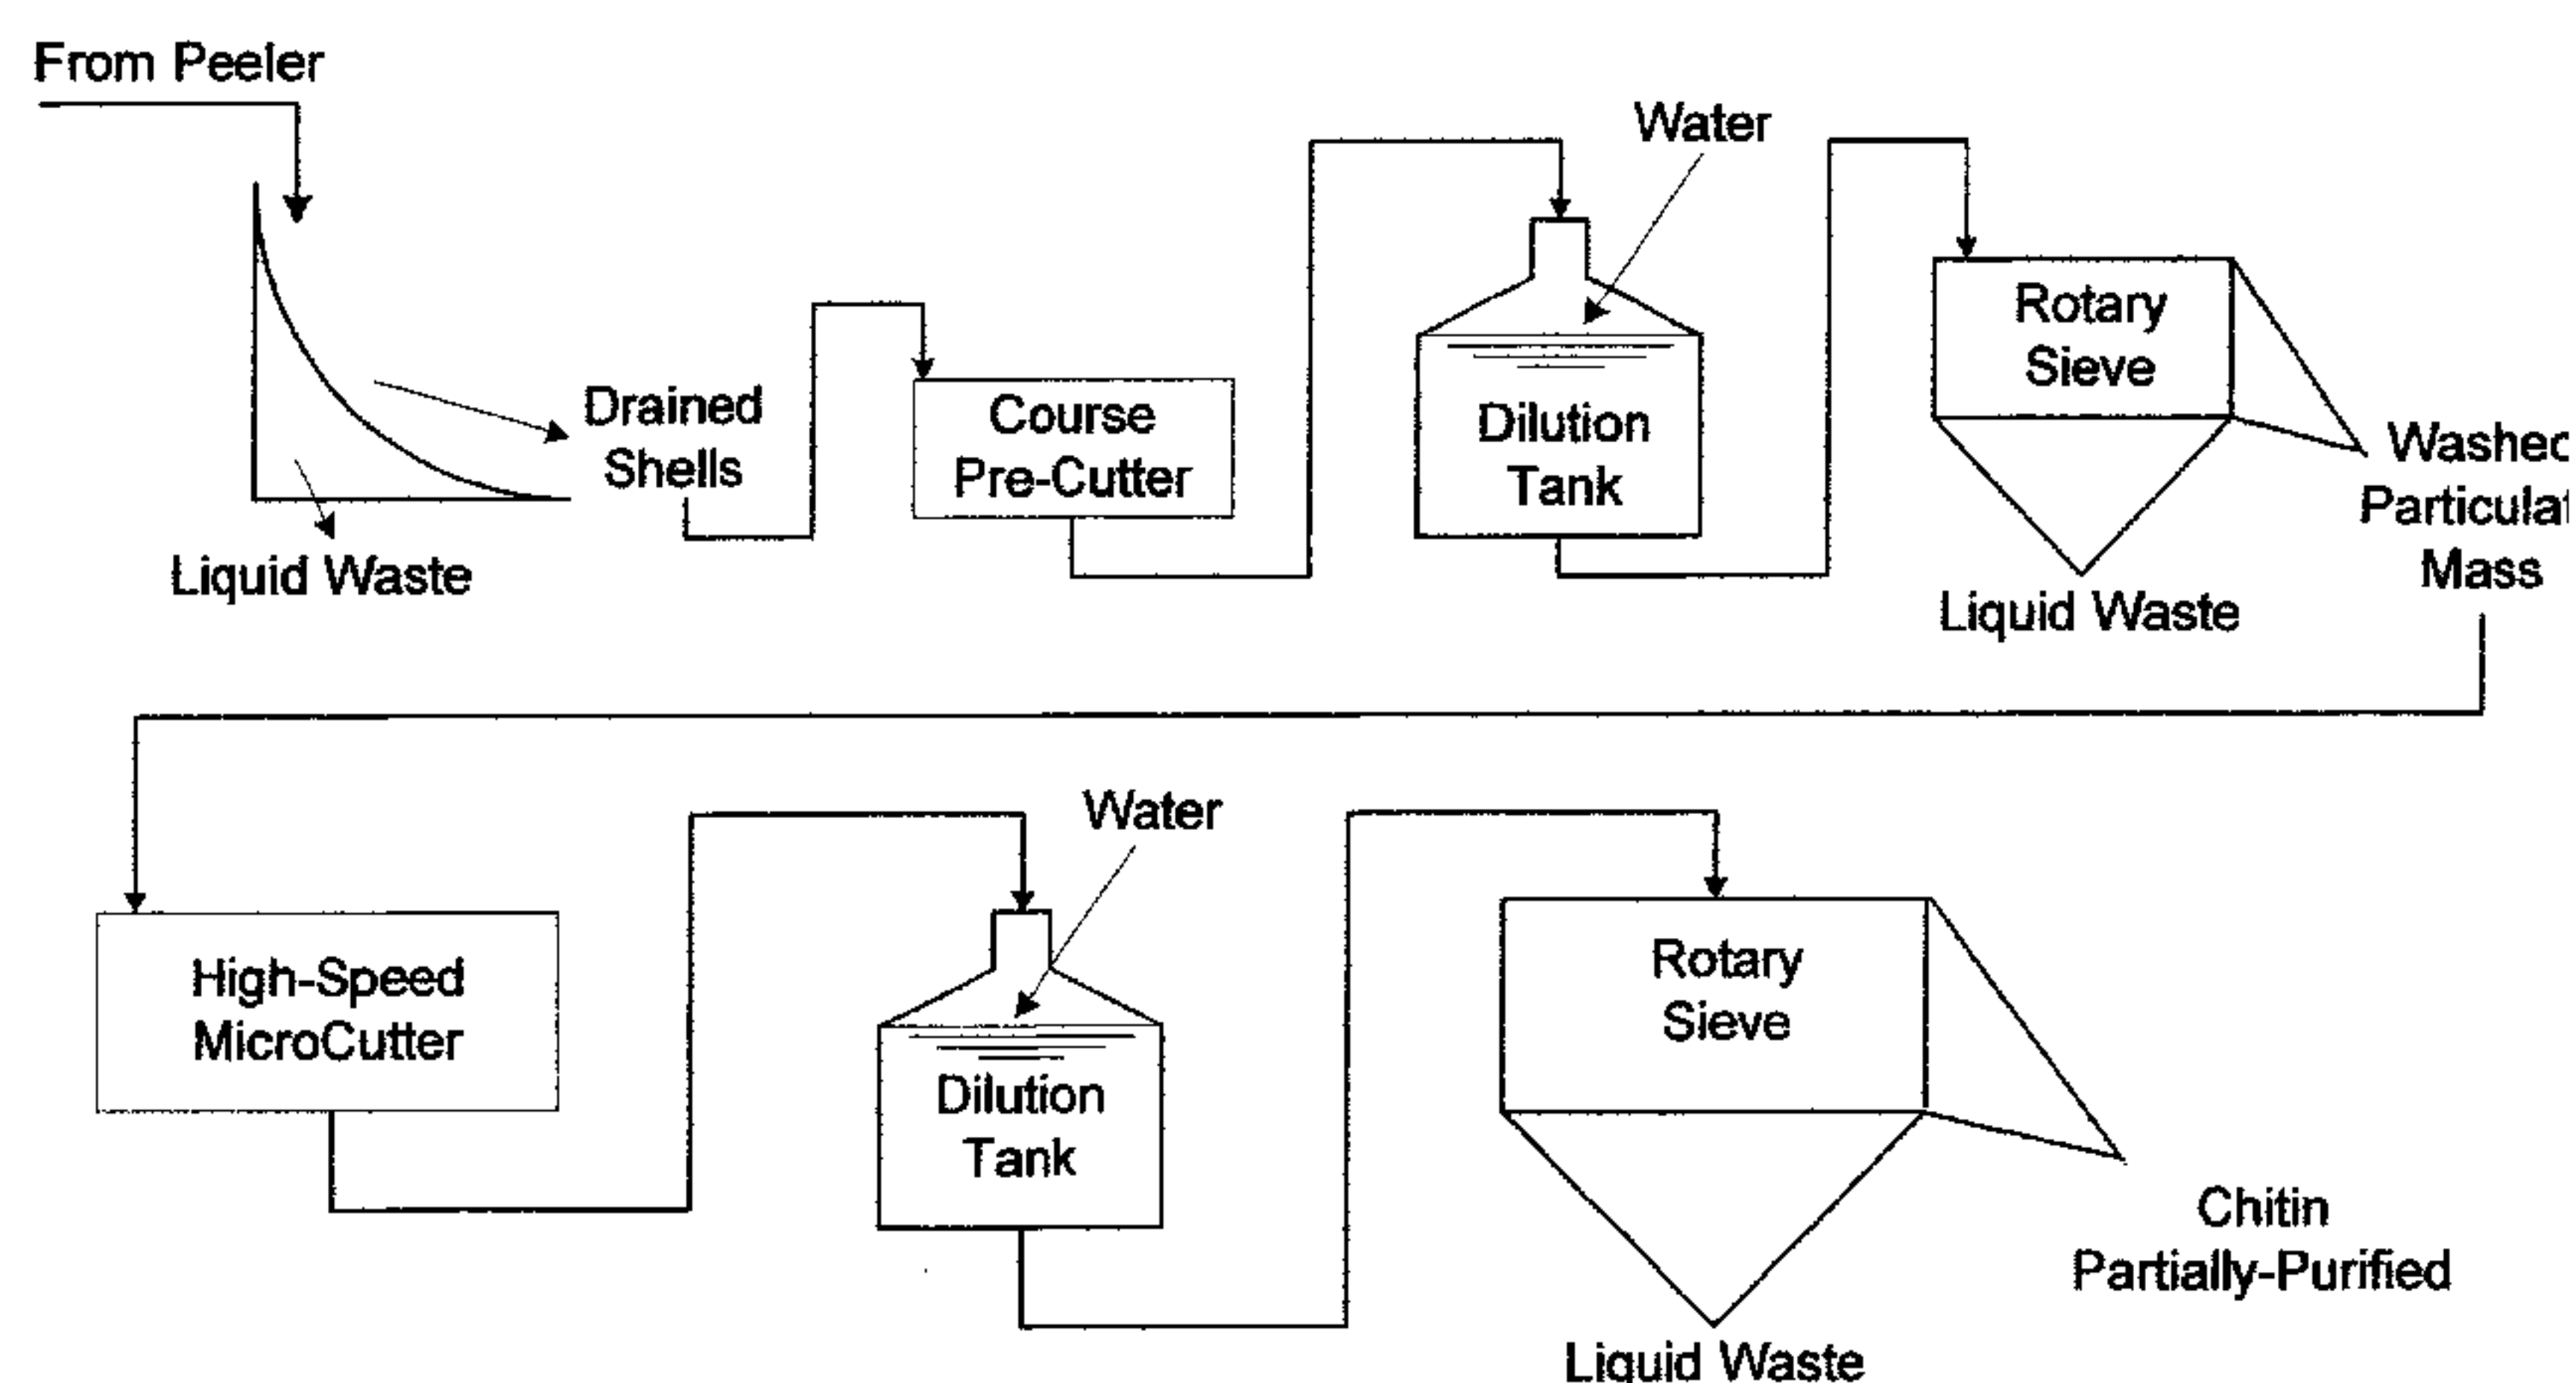 From Peeler
Water
Rotary
Sieve
Drained
Shells
Course
Pre-Cutter
Dilution
Tank
Liquid Waste
Liquid Waste
Mass
High-Speed
MicroCutter
Water
Dilution
Tank
Rotary
Sieve
Chitin
Partially-Purified
Liquid Waste